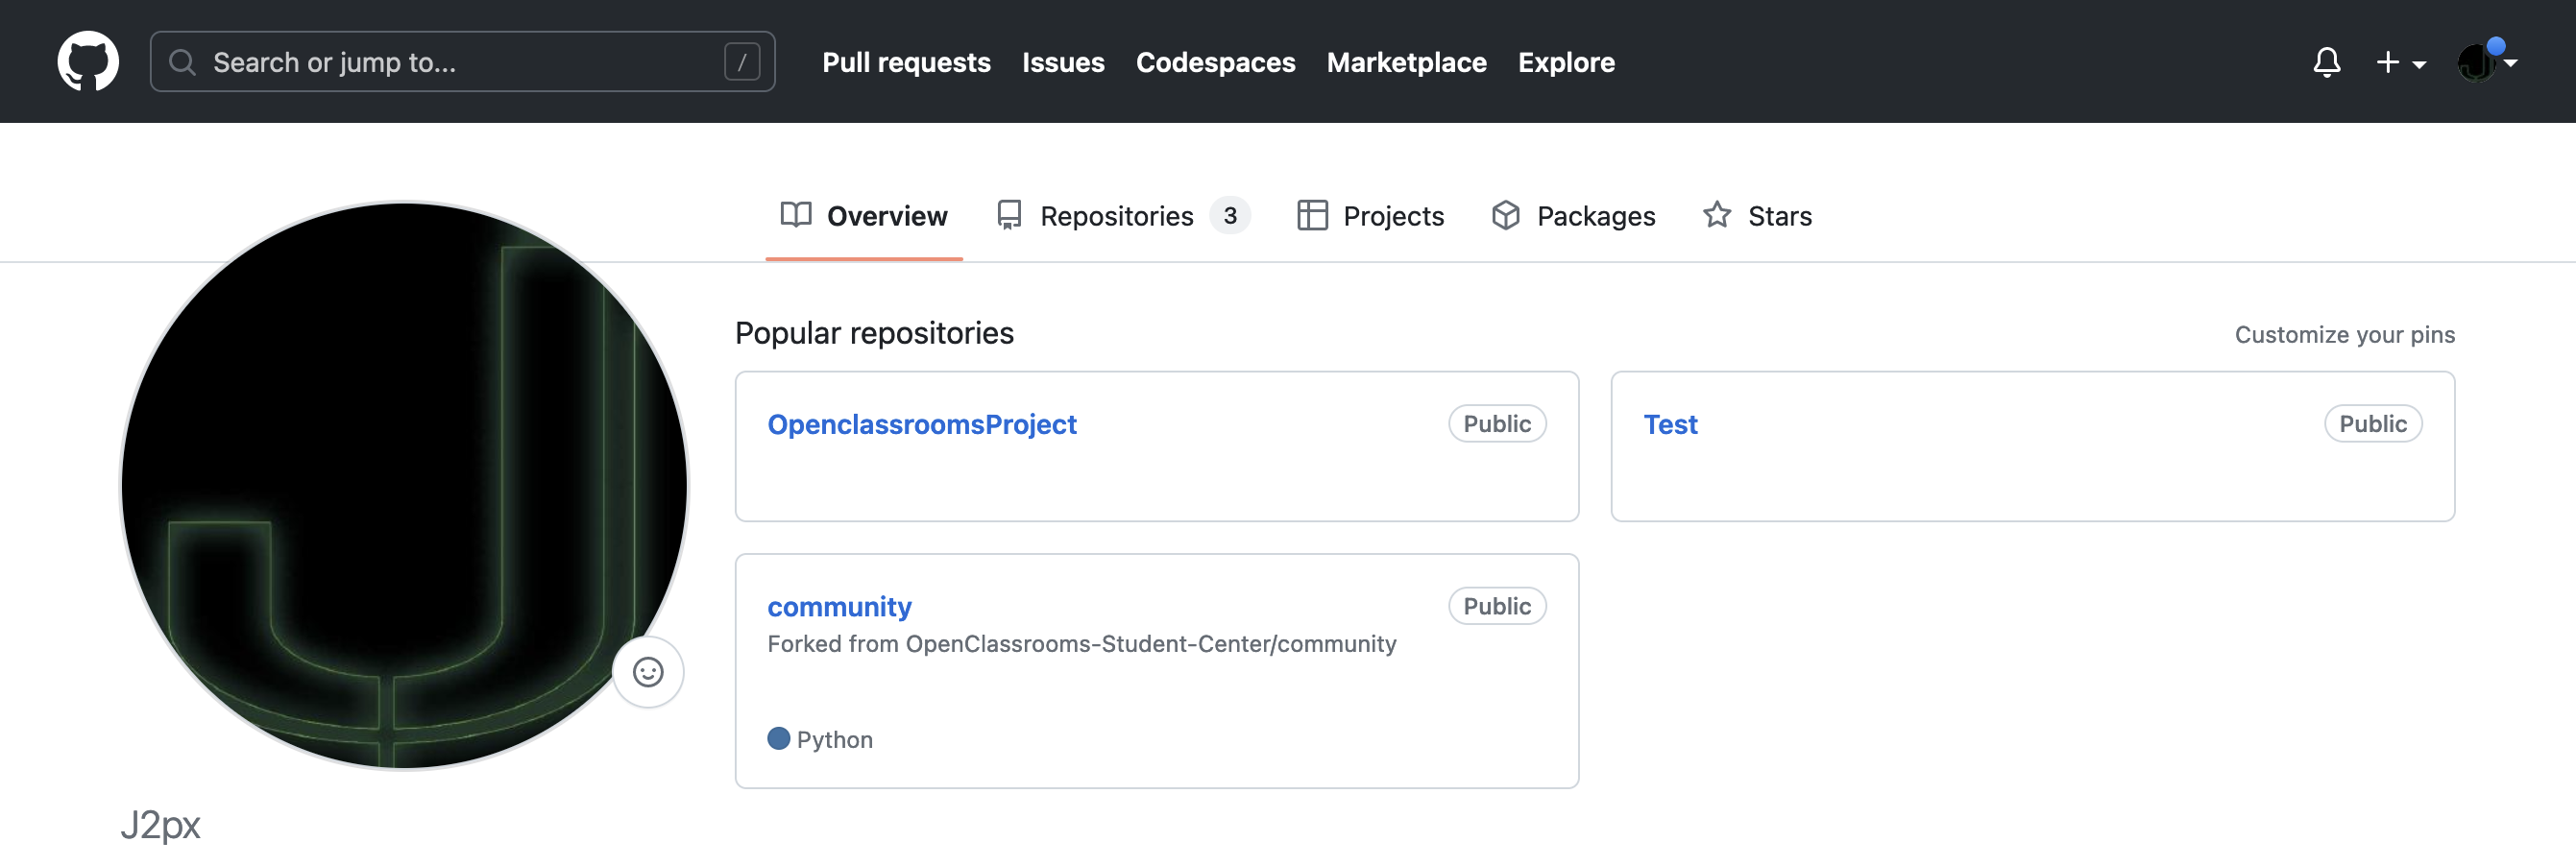 Search or jump to... /
Pull requests Issues Codespaces Marketplace Explore
Overview Repositories 3 Projects Packages Stars
Popular repositories
Customize your pins
OpenclassroomsProject Public
Test Public
community Public
Forked from OpenClassrooms-Student-Center/community
Python
J2px